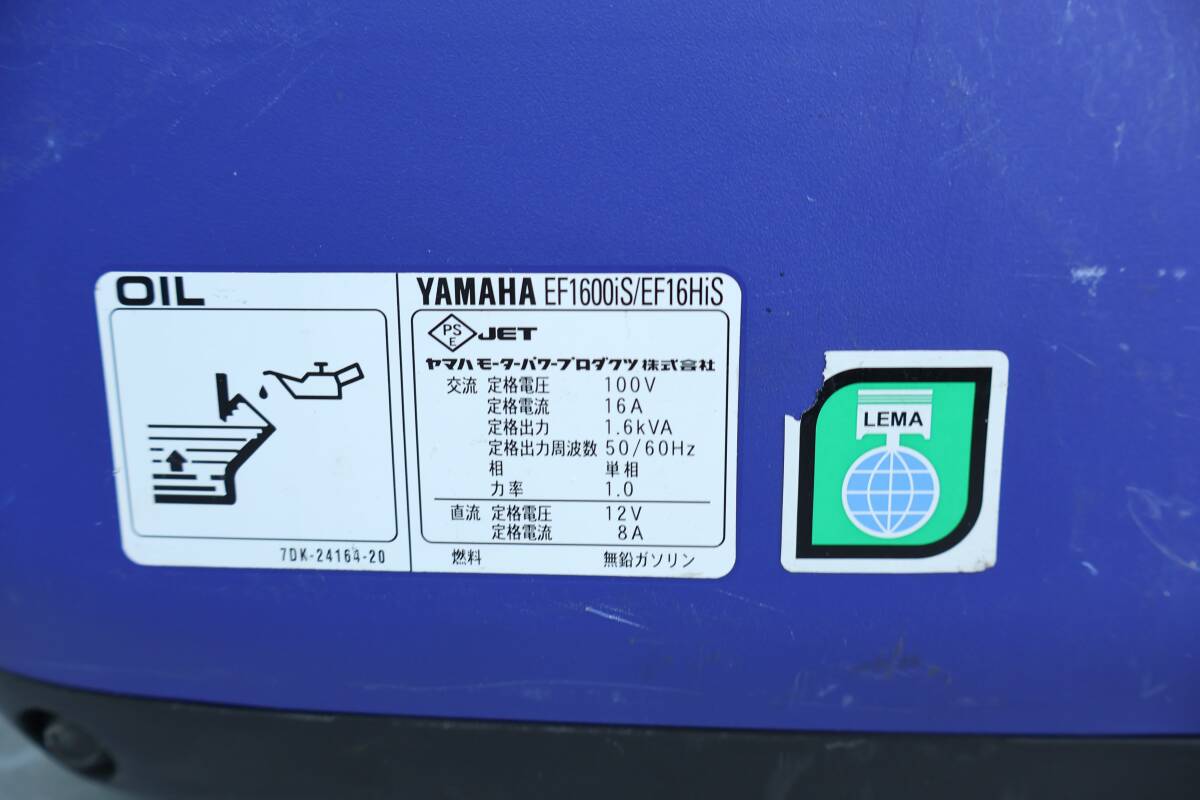 OIL
7DK-24164-20
YAMAHA EF1600iS/EF16HiS
PS
E
JET
ヤマハモーターパワープロダクツ株式会社
交流 定格電圧 100V
定格電流 16A
定格出力 1.6kVA
定格出力周波数 50/60Hz
相 単相
力率 1.0
直流 定格電圧 12V
定格電流 8A
燃料 無鉛ガソリン
LEMA